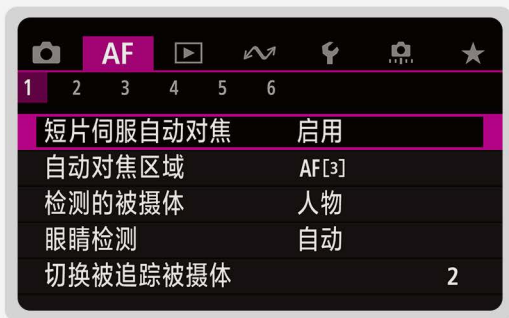 AF
1 2 3 4 5 6
短片伺服自动对焦 启用
自动对焦区域 AF[3]
检测的被摄体 人物
眼睛检测 自动
切换被追踪被摄体 2